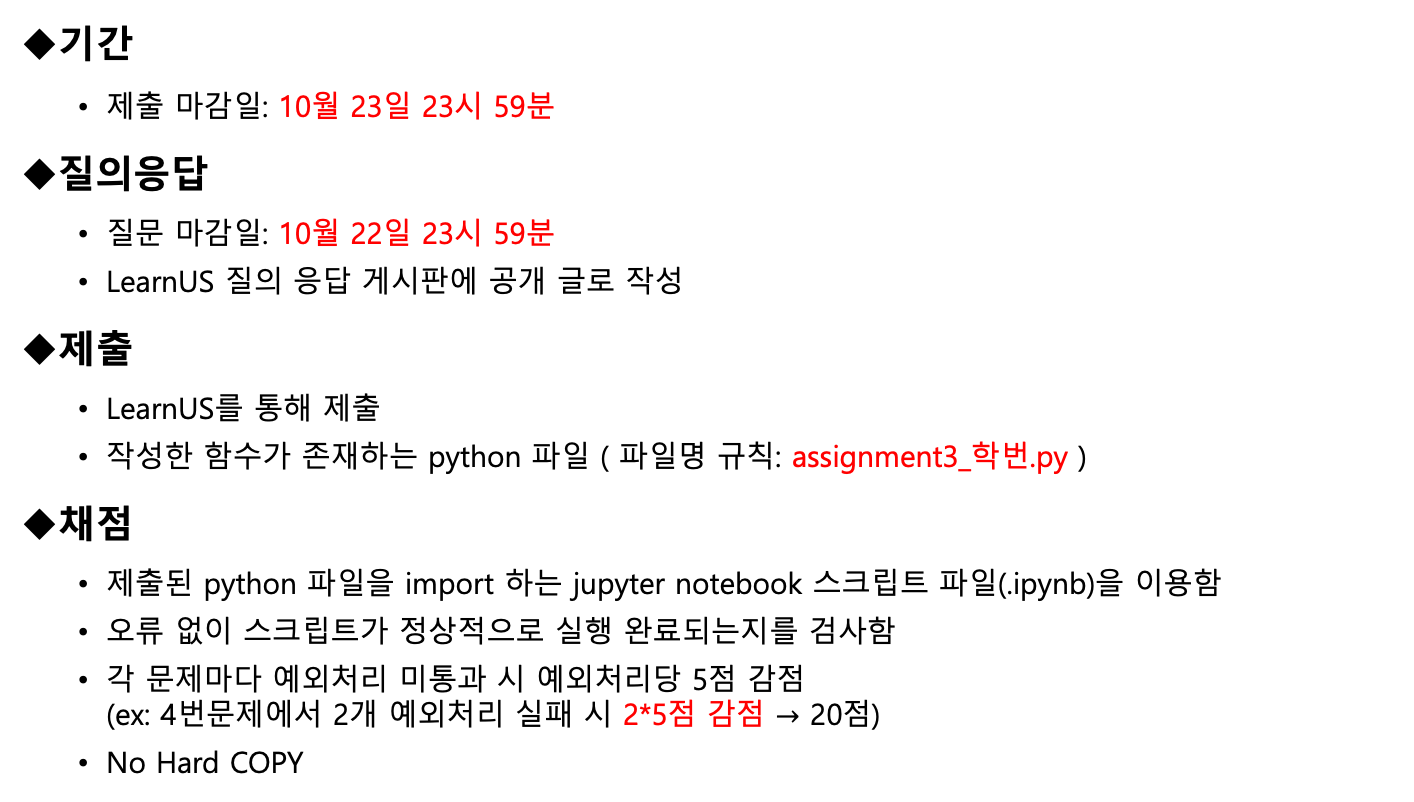 ◆기간
• 제출 마감일: 10월 23일 23시 59분
◆질의응답
• 질문 마감일: 10월 22일 23시 59분
• LearnUS 질의 응답 게시판에 공개 글로 작성
◆제출
• LearnUS를 통해 제출
• 작성한 함수가 존재하는 python 파일 ( 파일명 규칙: assignment3_학번.py )
◆채점
• 제출된 python 파일을 import 하는 jupyter notebook 스크립트 파일(.ipynb)을 이용함
• 오류 없이 스크립트가 정상적으로 실행 완료되는지를 검사함
• 각 문제마다 예외처리 미통과 시 예외처리당 5점 감점
(ex: 4번문제에서 2개 예외처리 실패 시 2*5점 감점 → 20점)
• No Hard COPY